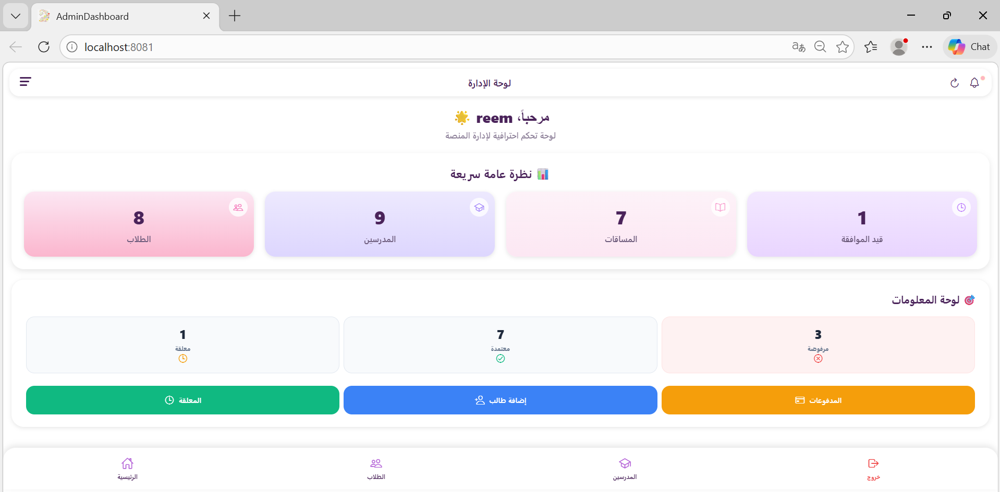 AdminDashboard
localhost:8081
Chat
لوحة الإدارة
مرحباً، reem 🌟
لوحة تحكم احترافية لإدارة المنصة
📊 نظرة عامة سريعة
1
قيد الموافقة
7
المساقات
9
المدرسين
8
الطلاب
🎯 لوحة المعلومات
3
مرفوضة
7
معتمدة
1
معلقة
المدفوعات
إضافة طالب
المعلقة
خروج
المدرسين
الطلاب
الرئيسية